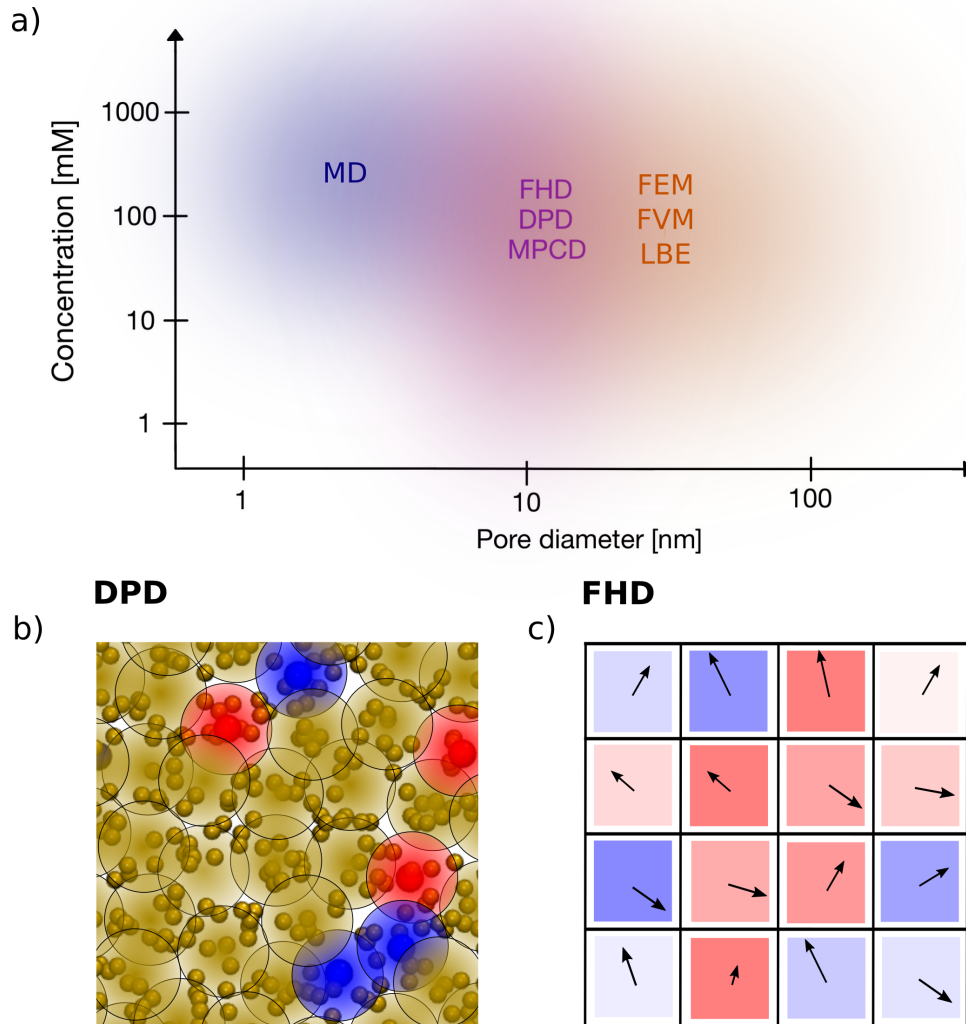 a)
Concentration [mM]
1000
100
10
1
MD
FHD
DPD
MPCD
FEM
FVM
LBE
1
10
100
Pore diameter [nm]
DPD
FHD
b)
c)